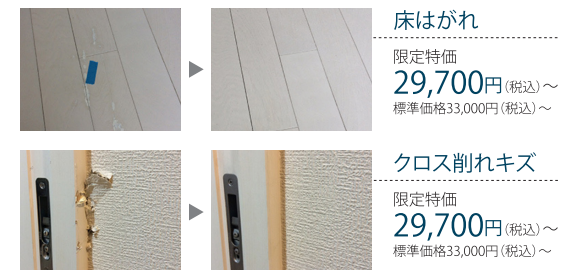 床はがれ
限定特価
29,700円(税込)〜
標準価格33,000円(税込)〜
クロス削れキズ
限定特価
29,700円(税込)〜
標準価格33,000円(税込)〜